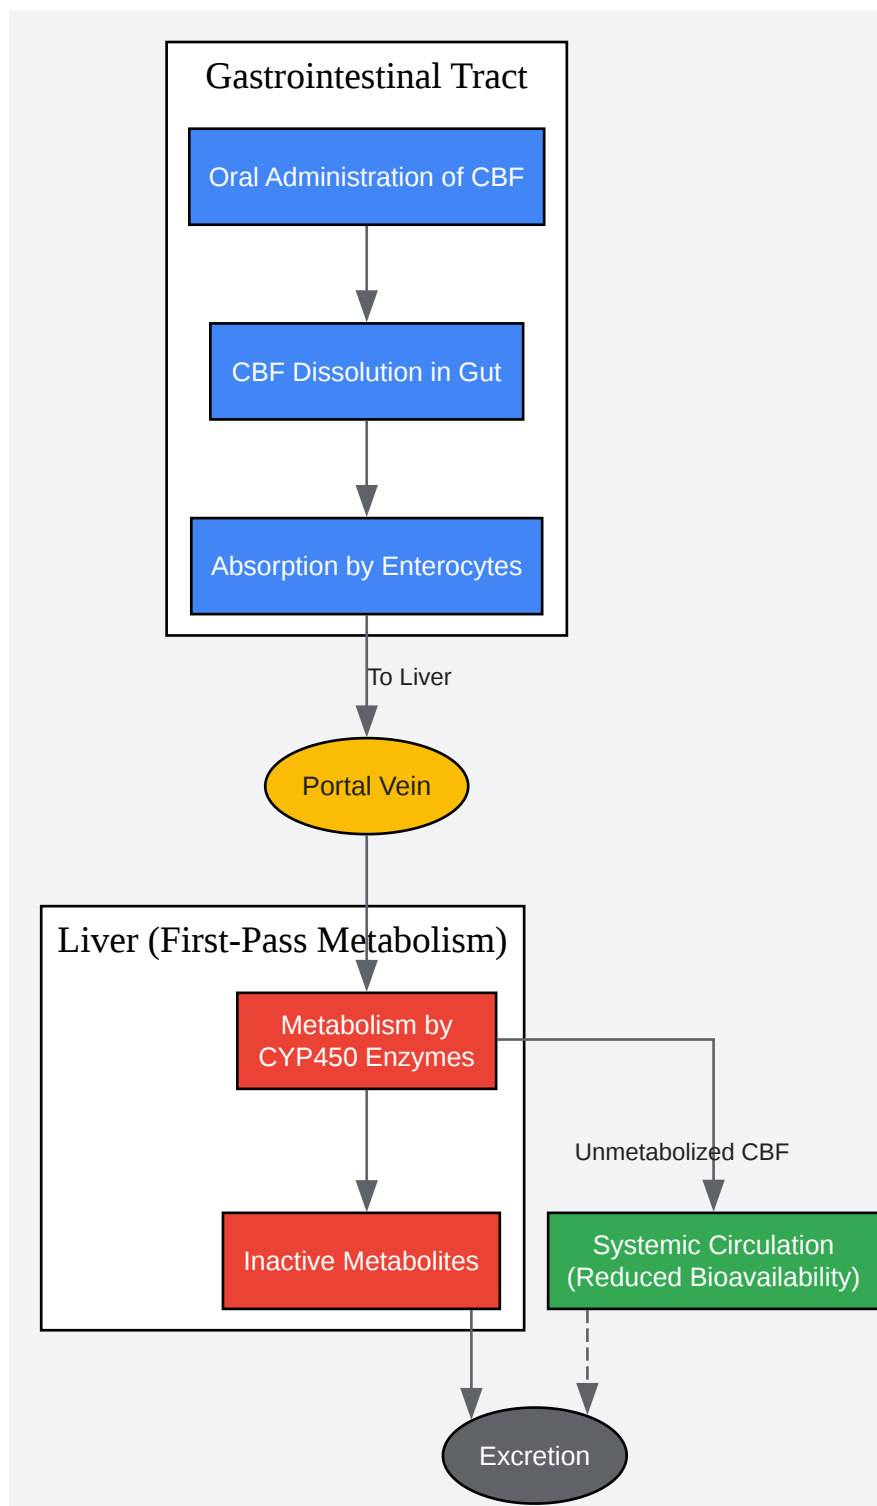 Gastrointestinal Tract
Oral Administration of CBF
CBF Dissolution in Gut
Absorption by Enterocytes
To Liver
Portal Vein
Liver (First-Pass Metabolism)
Metabolism by
CYP450 Enzymes
Unmetabolized CBF
Inactive Metabolites
Systemic Circulation
(Reduced Bioavailability)
Excretion